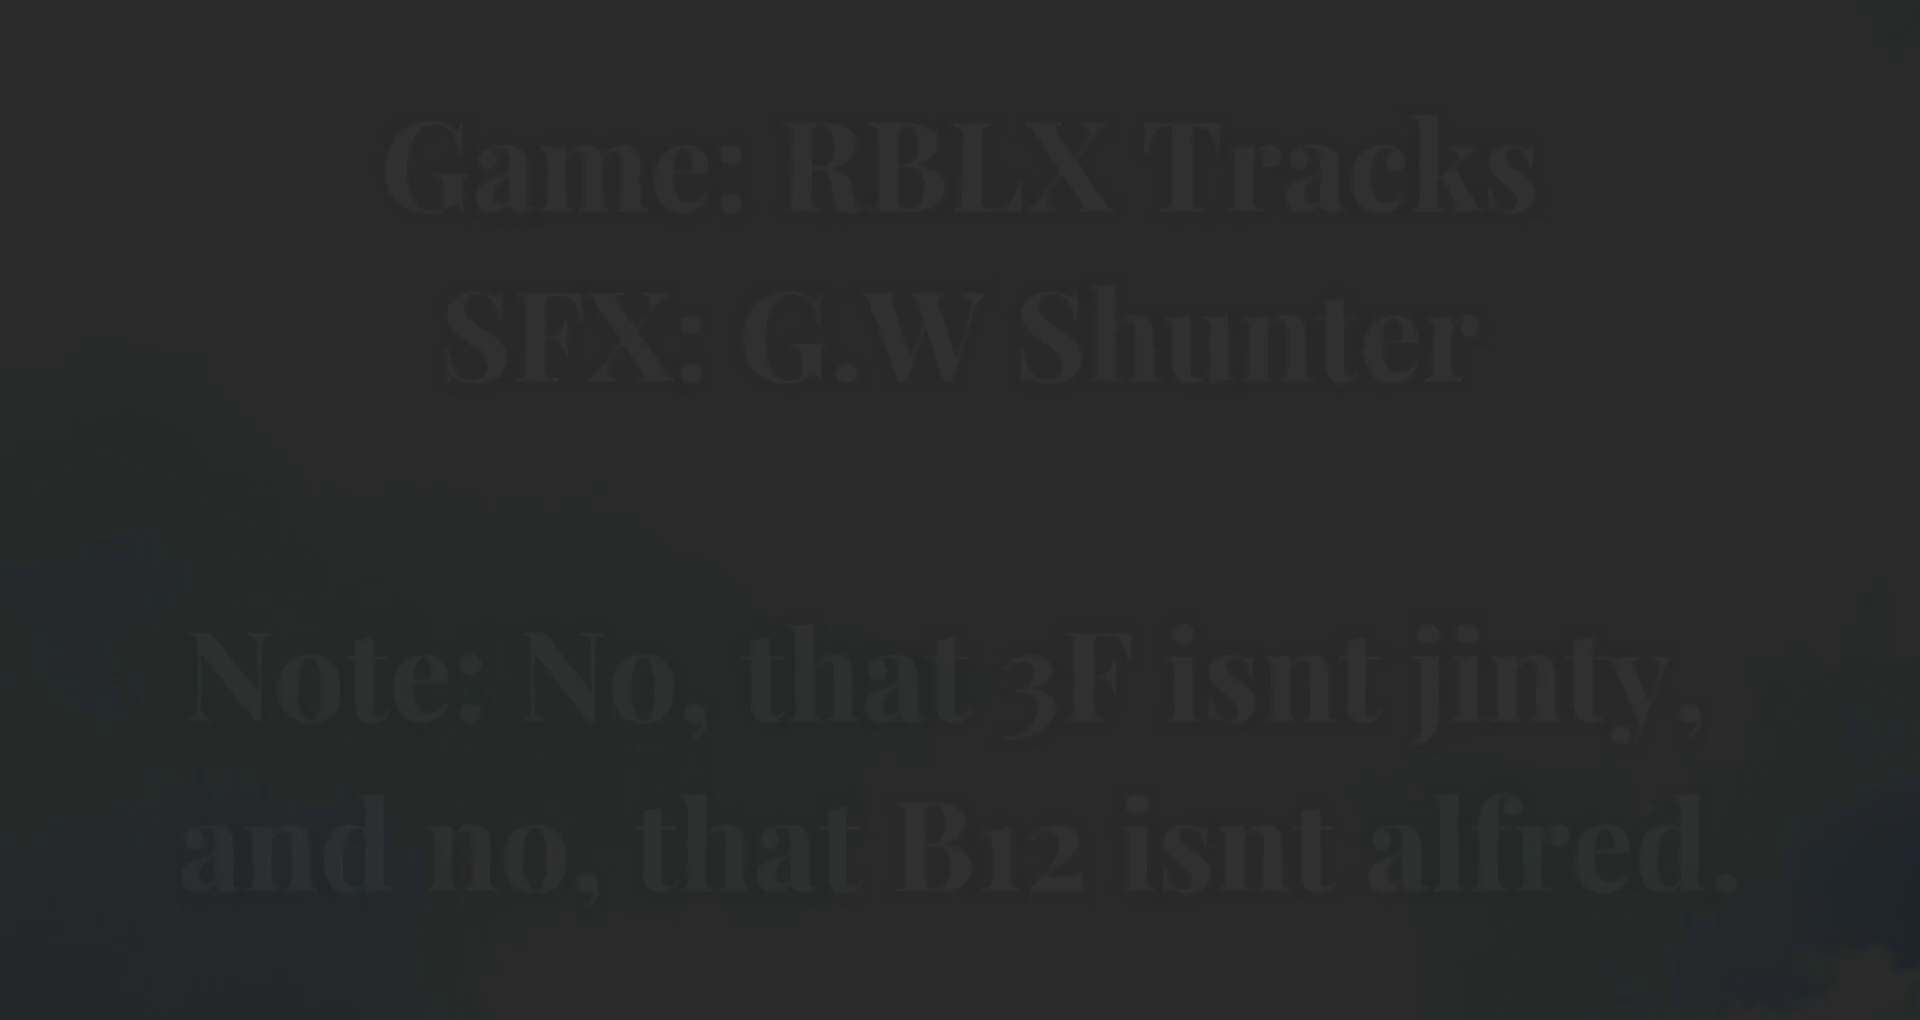 Game: RBLX Tracks
SFX: G.W Shunter
Note: No, that 3F isnt jinty,
and no, that B12 isnt alfred.